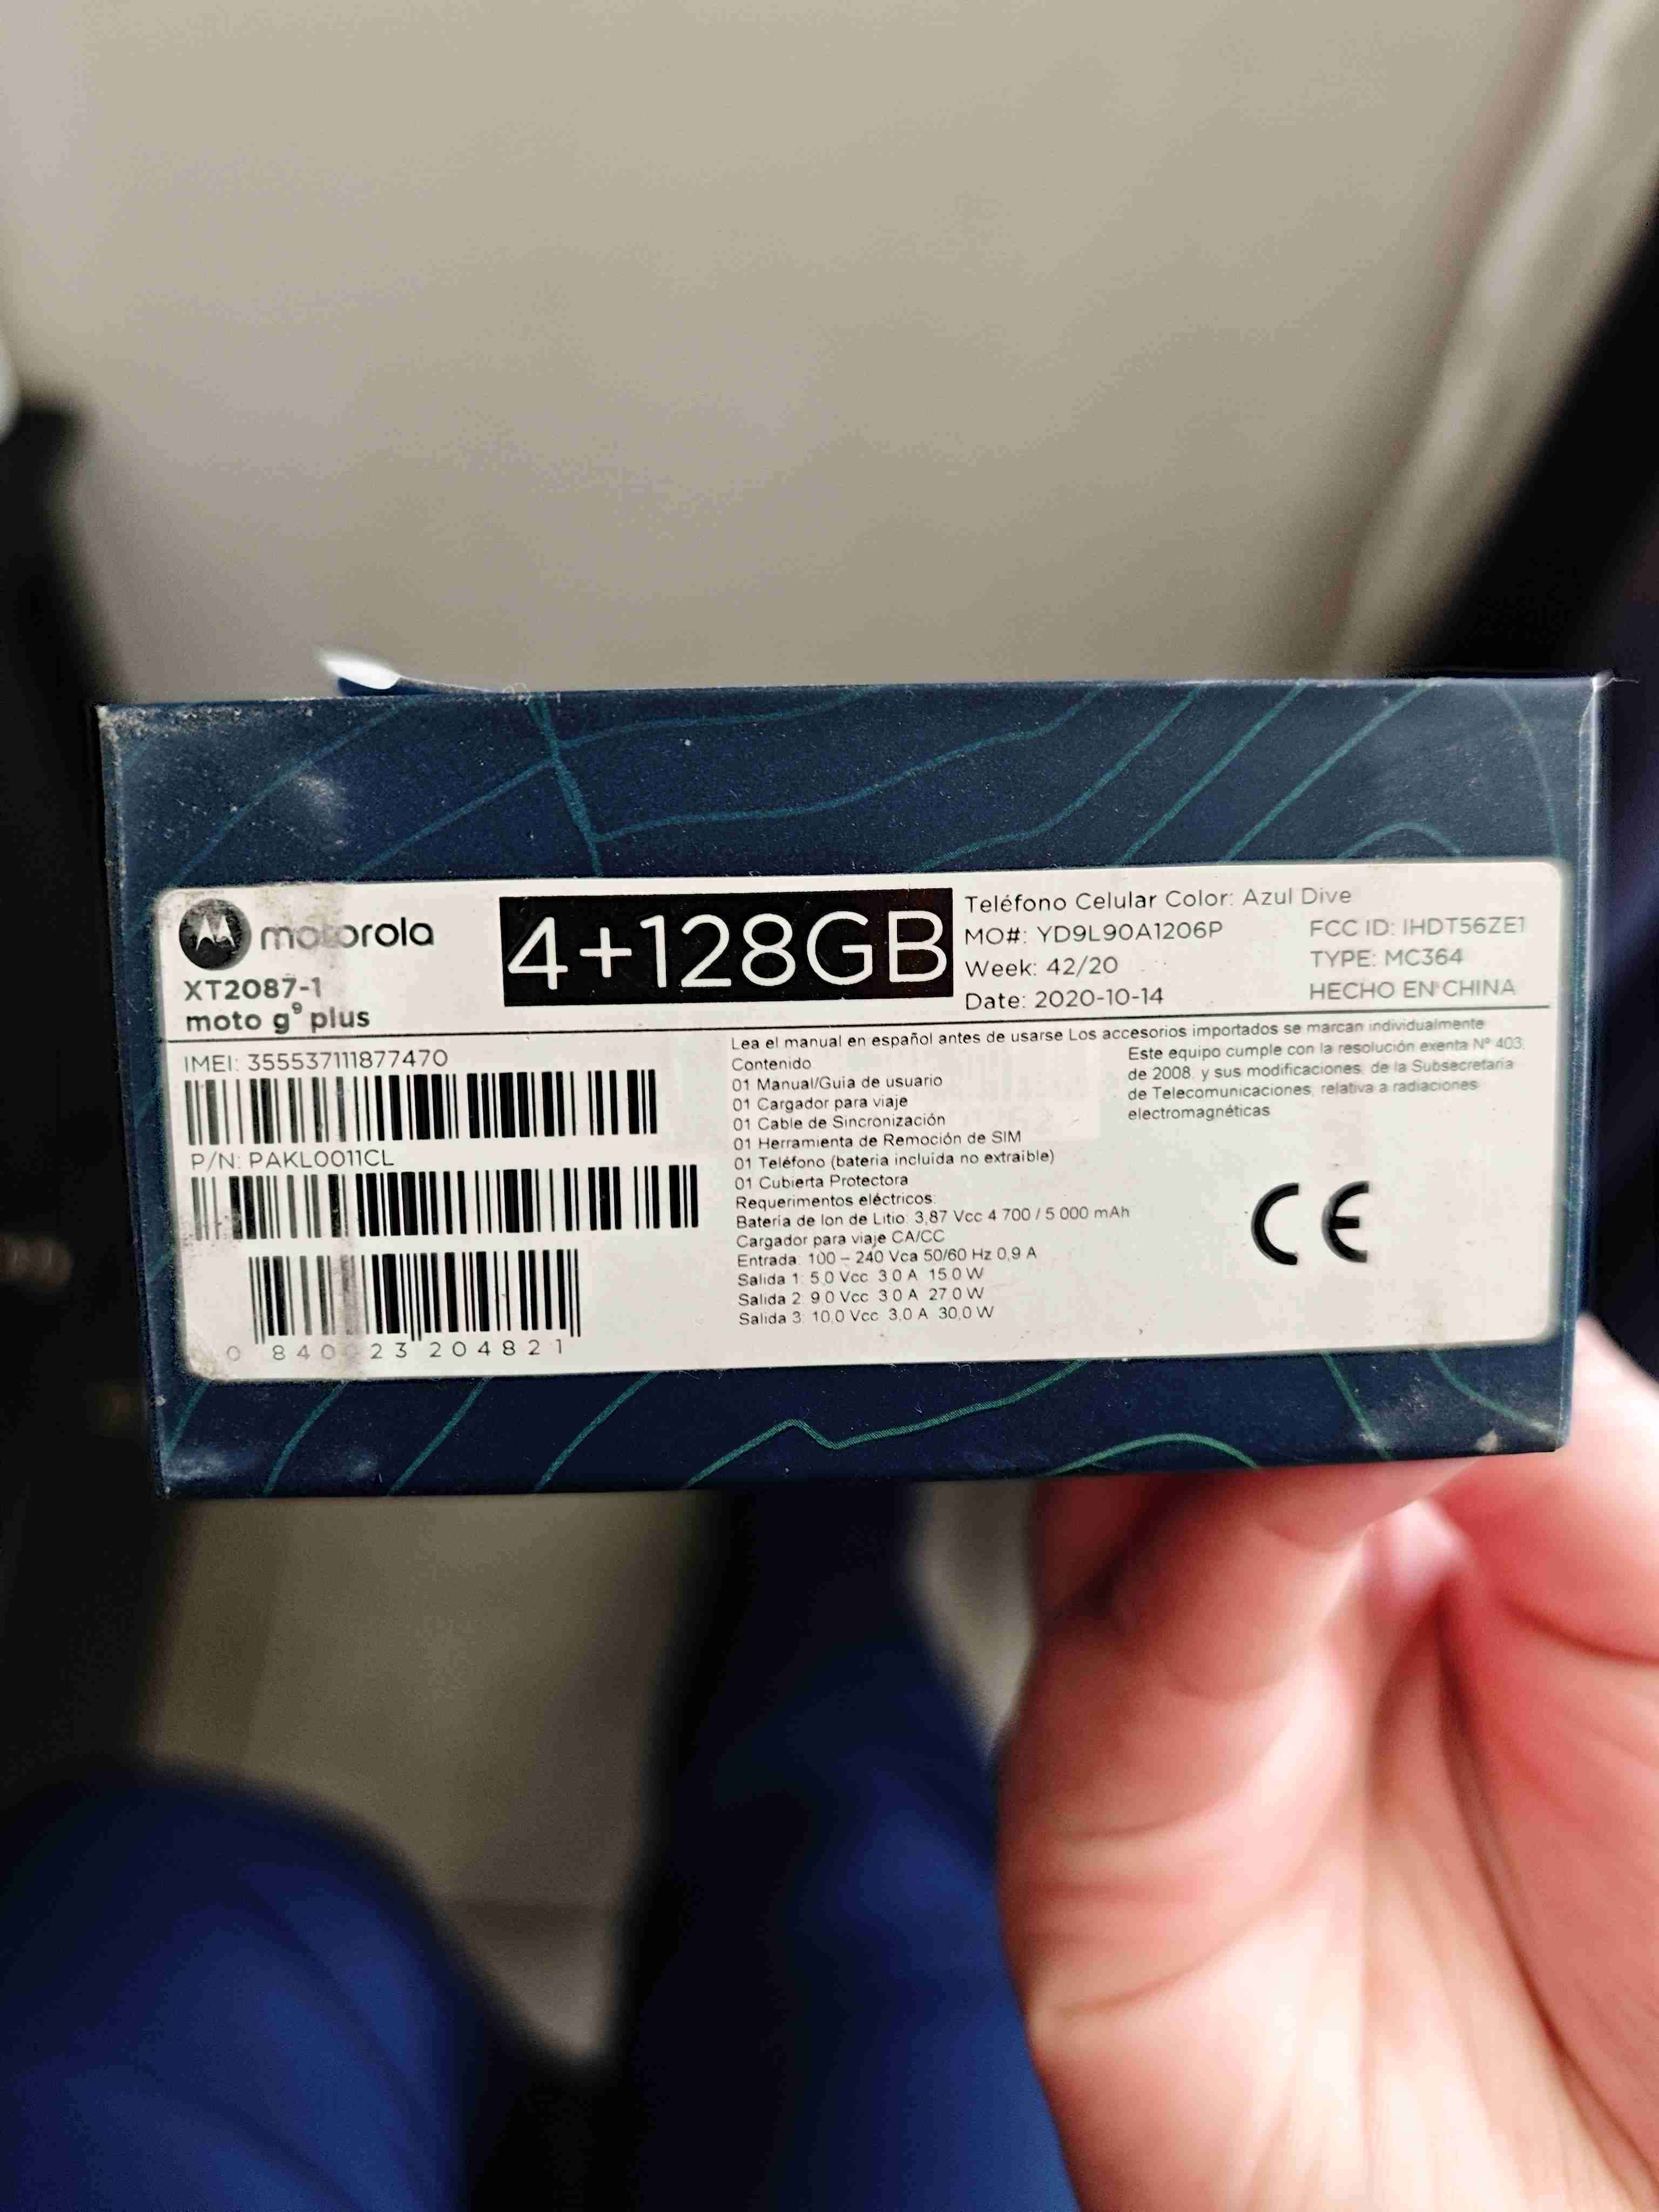 motorola
XT2087-1
moto g⁹ plus
4+128GB
Teléfono Celular Color: Azul Dive
MO#: YD9L90A1206P
Week: 42/20
Date: 2020-10-14
FCC ID: IHDT56ZE1
TYPE: MC364
HECHO EN CHINA
IMEI: 355537111877470
P/N: PAKL0011CL
0 840023 204821
Lea el manual en español antes de usarse Los accesorios importados se marcan individualmente
Contenido
01 Manual/Guía de usuario
01 Cargador para viaje
01 Cable de Sincronización
01 Herramienta de Remoción de SIM
01 Teléfono (batería incluida no extraíble)
01 Cubierta Protectora
Requerimentos eléctricos:
Batería de Ion de Litio: 3,87 Vcc 4 700 / 5 000 mAh
Cargador para viaje CA/CC
Entrada: 100 – 240 Vca 50/60 Hz 0,9 A
Salida 1: 5,0 Vcc 3,0 A 15,0 W
Salida 2: 9,0 Vcc 3,0 A 27,0 W
Salida 3: 10,0 Vcc 3,0 A 30,0 W
Este equipo cumple con la resolución exenta N° 403,
de 2008, y sus modificaciones, de la Subsecretaría
de Telecomunicaciones, relativa a radiaciones
electromagnéticas
CE